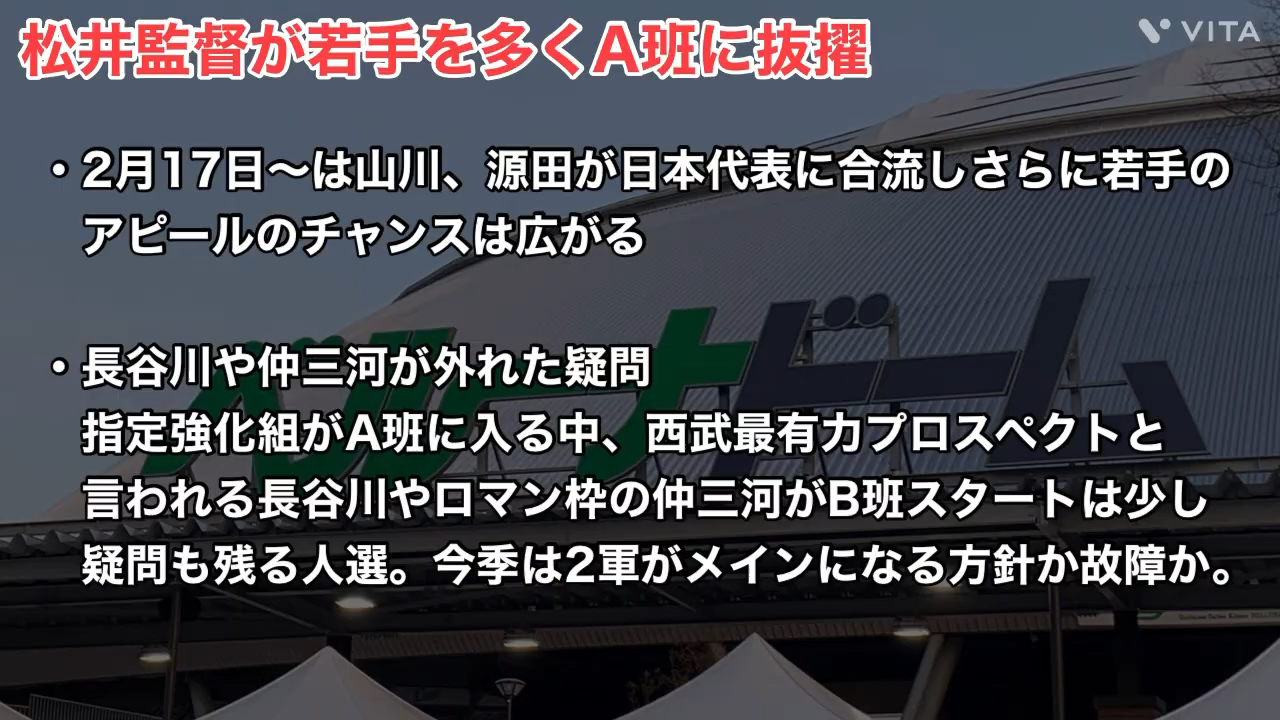 松井監督が若手を多くA班に抜擢
VITA
・2月17日〜は山川、源田が日本代表に合流しさらに若手の
アピールのチャンスは広がる
・長谷川や仲三河が外れた疑問
指定強化組がA班に入る中、西武最有力プロスペクトと
言われる長谷川やロマン枠の仲三河がB班スタートは少し
疑問も残る人選。今季は2軍がメインになる方針か故障か。
ベルーナドーム